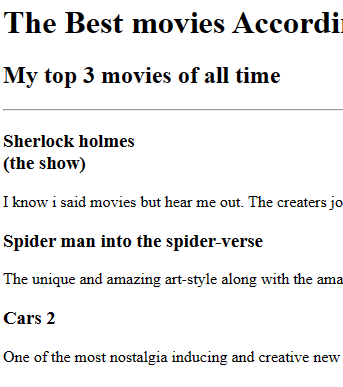 The Best movies Accordi
My top 3 movies of all time
Sherlock holmes
(the show)
I know i said movies but hear me out. The creaters jo
Spider man into the spider-verse
The unique and amazing art-style along with the ama
Cars 2
One of the most nostalgia inducing and creative new